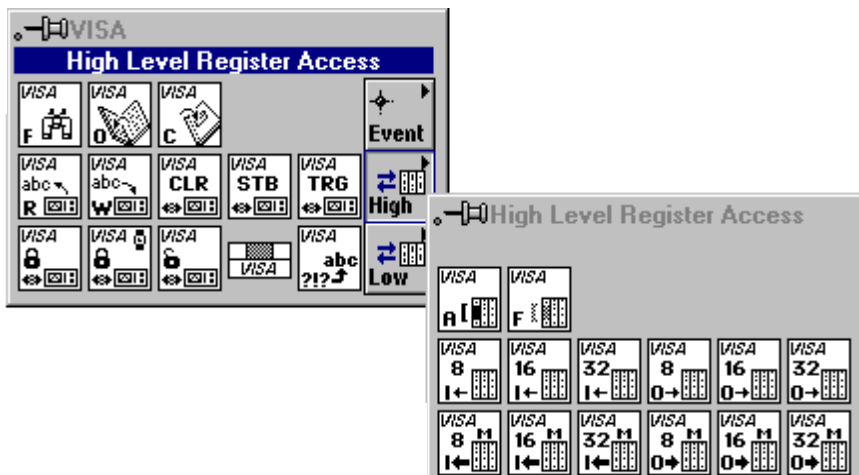 VISA
High Level Register Access
VISA VISA VISA
F O C
Event
VISA VISA VISA VISA VISA
abc abc CLR STB TRG
R W
High
VISA VISA VISA VISA VISA
abc
?!?
Low
High Level Register Access
VISA VISA
A F
VISA VISA VISA VISA VISA VISA
8 16 32 8 16 32
I I I O O O
VISA VISA VISA VISA VISA VISA
8 M 16 M 32 M 8 M 16 M 32 M
I I I O O O